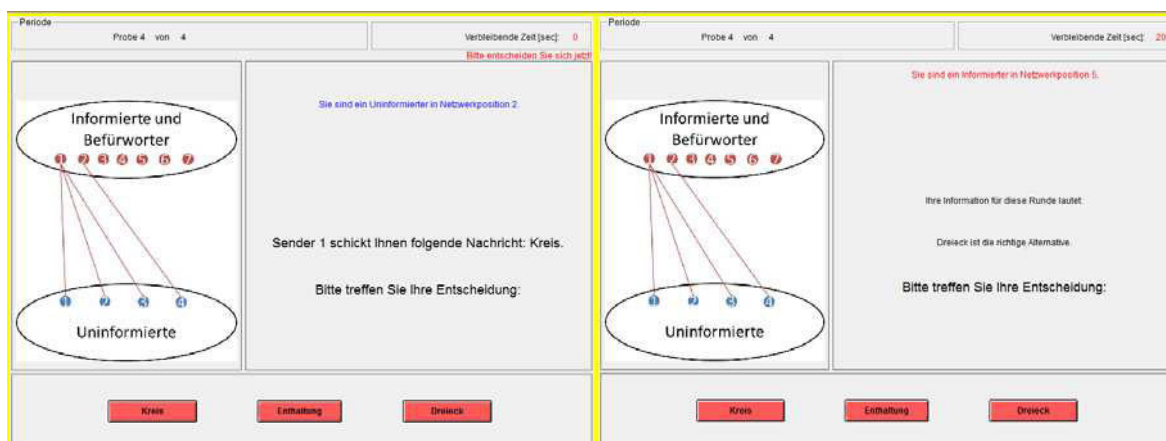 Periode
Probe 4 von 4
Verbleibende Zeit [sec]: 0
Bitte entscheiden Sie sich jetzt!
Informierte und
Befürworter
1 2 3 4 5 6 7
1 2 3 4
Uninformierte
Sie sind ein Uninformierter in Netzwerkposition 2.
Sender 1 schickt Ihnen folgende Nachricht: Kreis.
Bitte treffen Sie Ihre Entscheidung:
Kreis
Enthaltung
Dreieck
Periode
Probe 4 von 4
Verbleibende Zeit [sec]: 20
Informierte und
Befürworter
1 2 3 4 5 6 7
1 2 3 4
Uninformierte
Sie sind ein Informierter in Netzwerkposition 5.
Ihre Information für diese Runde lautet:
Dreieck ist die richtige Alternative.
Bitte treffen Sie Ihre Entscheidung:
Kreis
Enthaltung
Dreieck